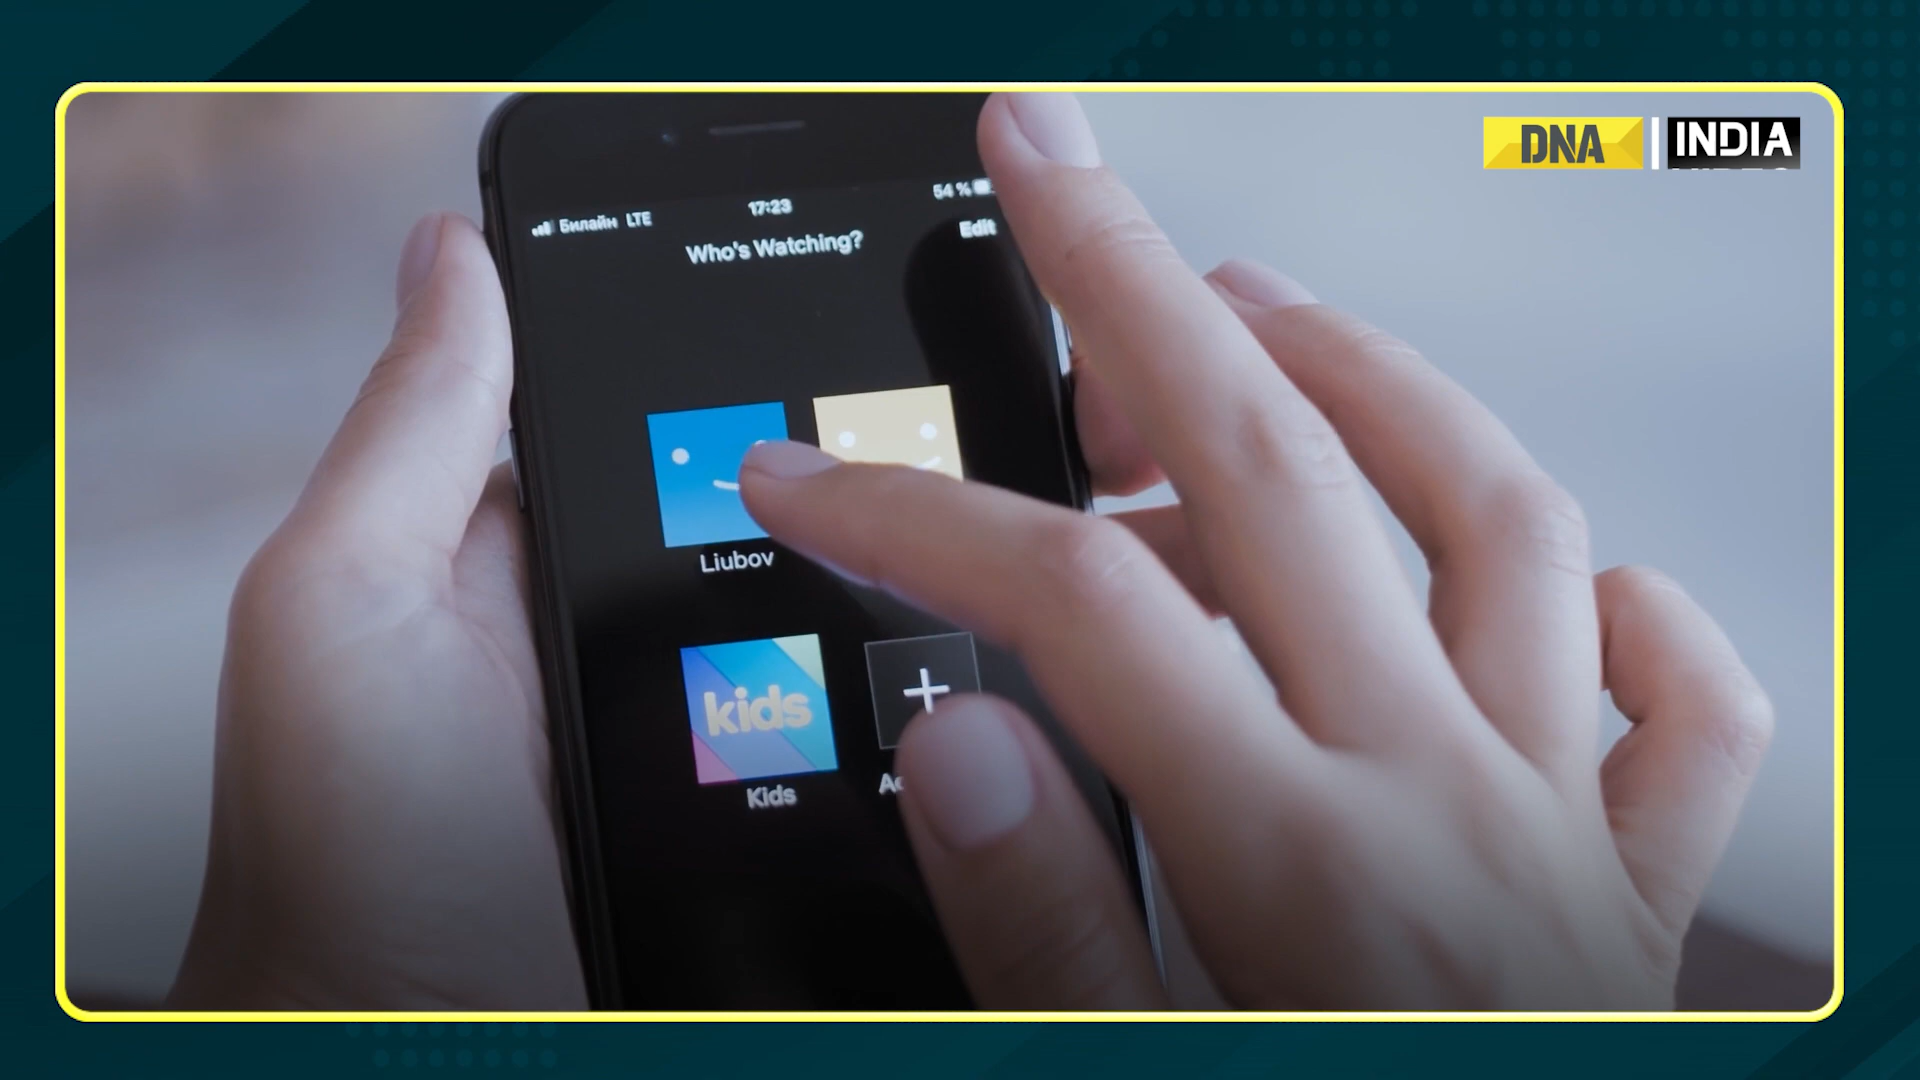 DNA INDIA
Билайн LTE 17:23 54 %
Who's Watching? Edit
Liubov
kids
Kids